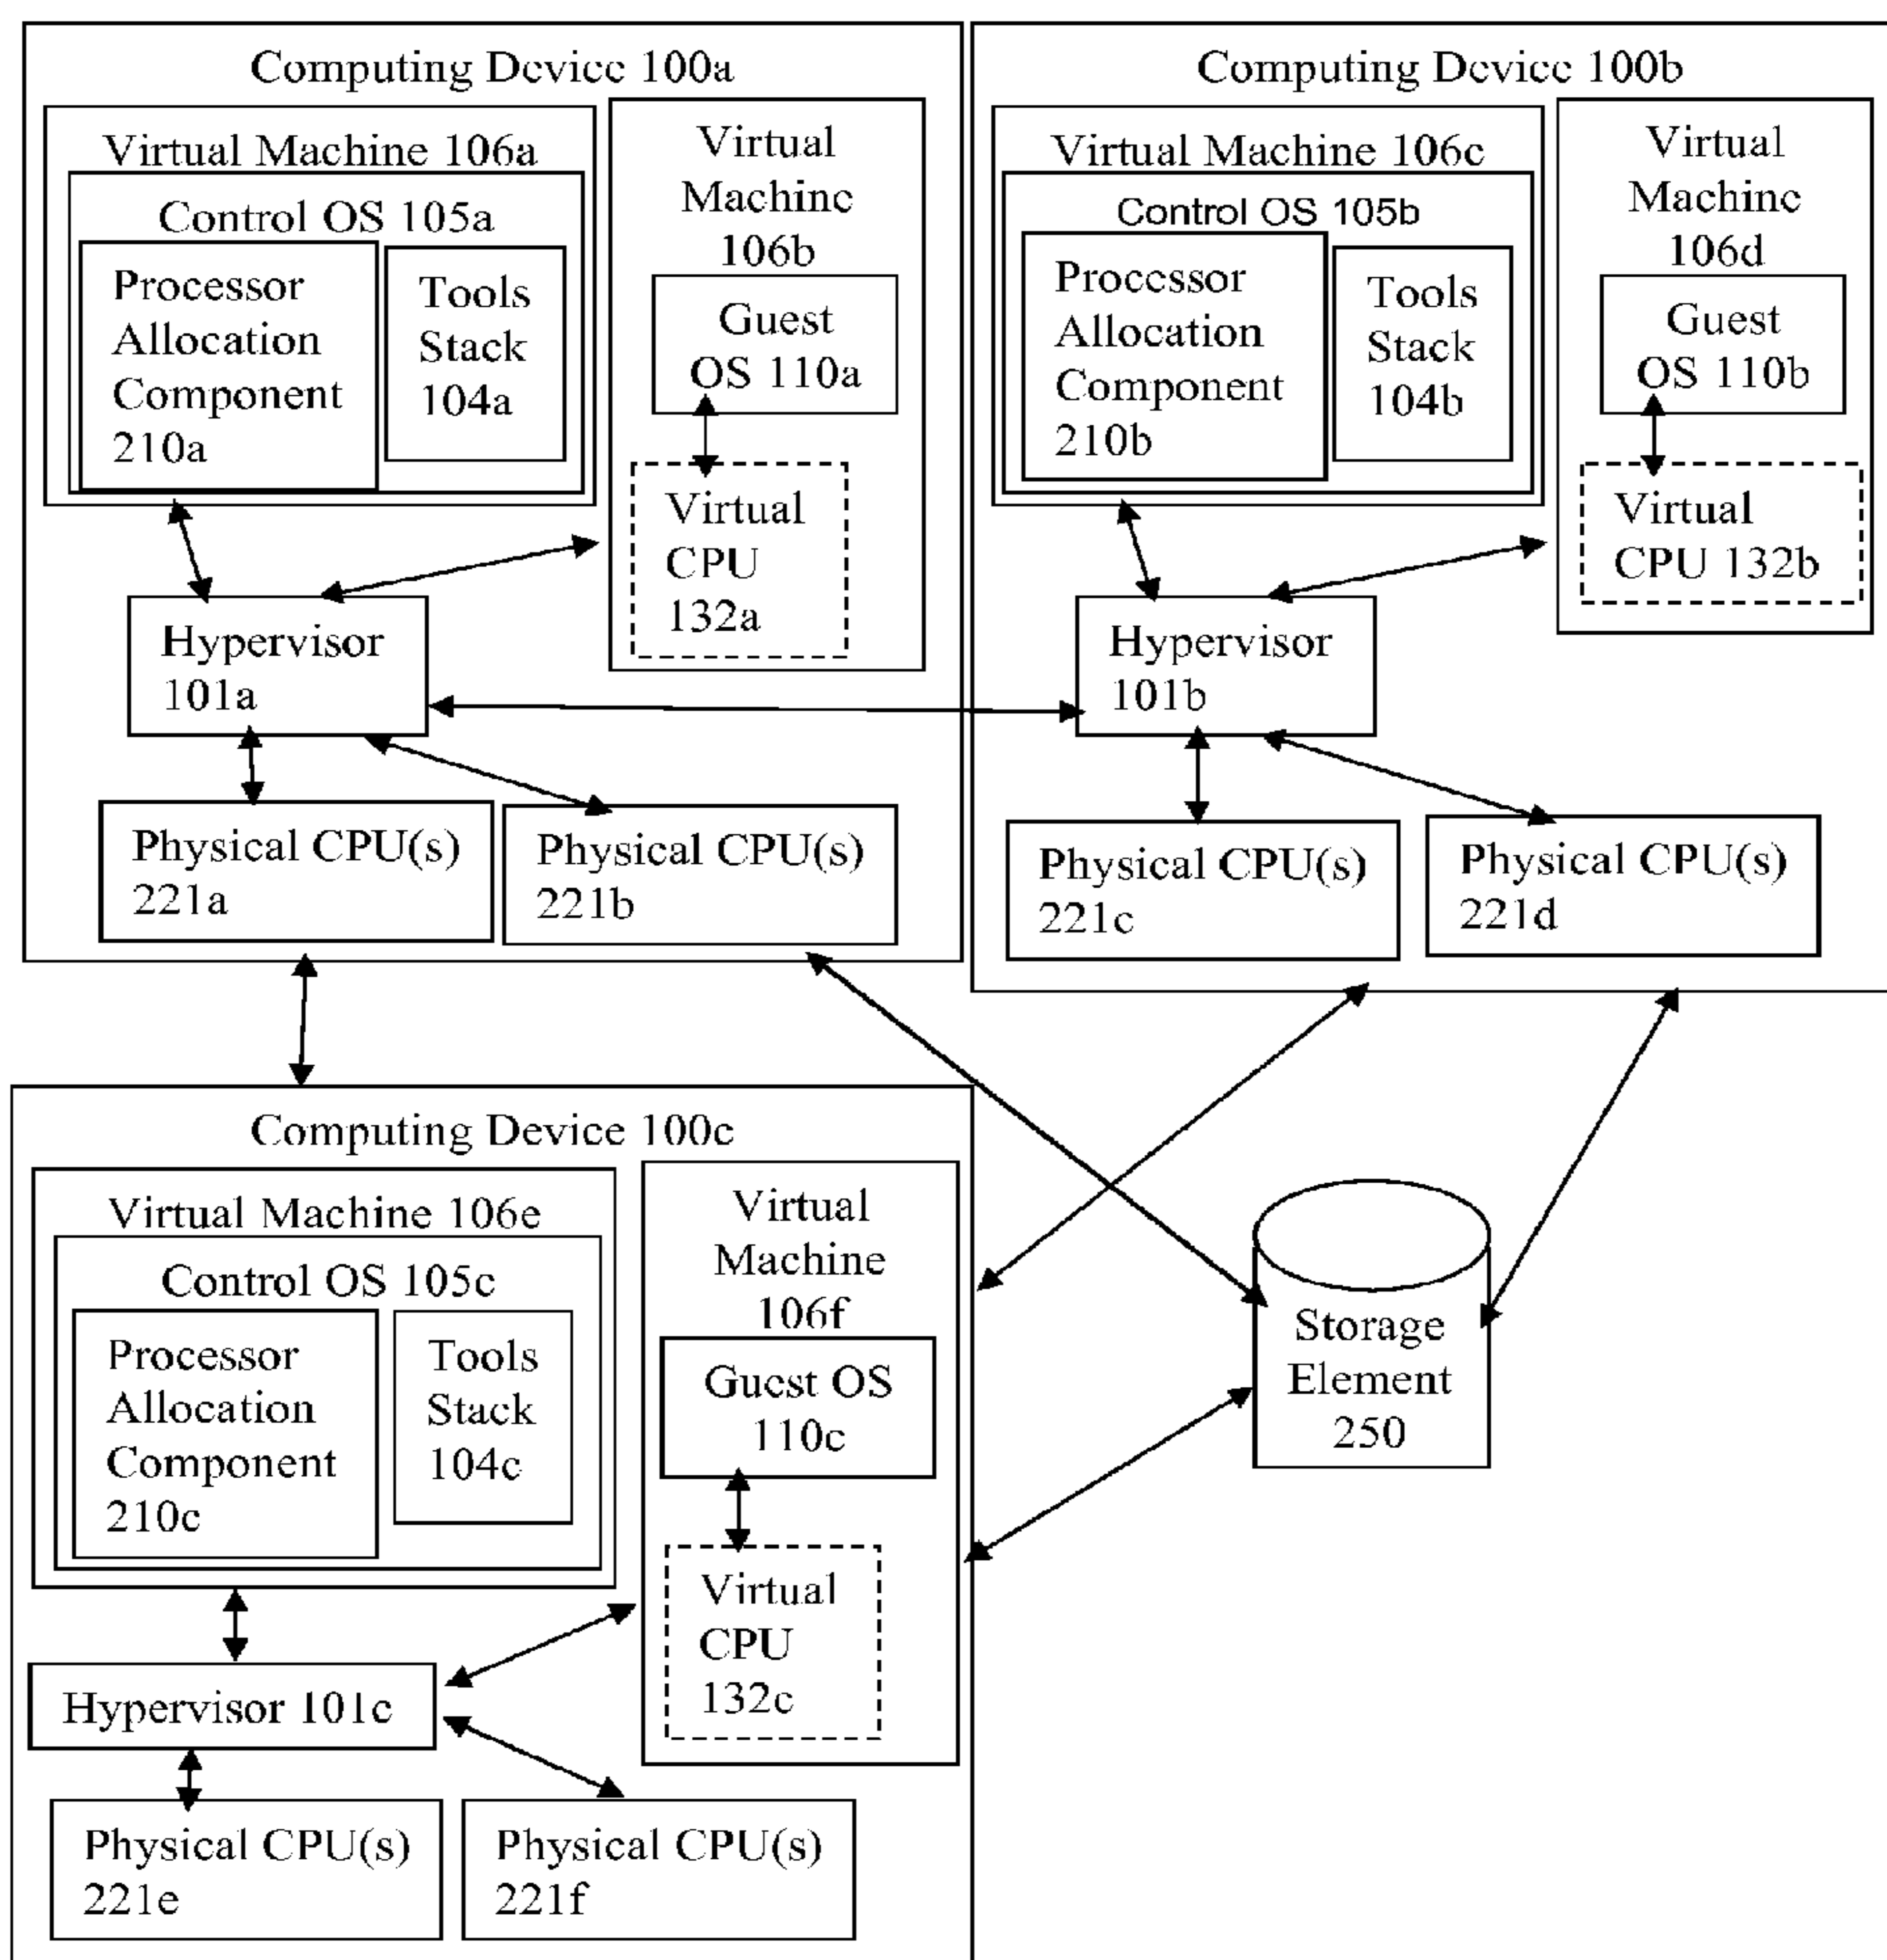 Computing Device 100a
Virtual Machine 106a
Control OS 105a
Processor
Allocation
Component
210a
Tools
Stack
104a
Virtual
Machine
106b
Guest
OS 110a
Virtual
CPU
132a
Hypervisor
101a
Physical CPU(s)
221a
Physical CPU(s)
221b
Computing Device 100b
Virtual Machine 106c
Control OS 105b
Processor
Allocation
Component
210b
Tools
Stack
104b
Virtual
Machine
106d
Guest
OS 110b
Virtual
CPU 132b
Hypervisor
101b
Physical CPU(s)
221c
Physical CPU(s)
221d
Computing Device 100c
Virtual Machine 106e
Control OS 105c
Processor
Allocation
Component
210c
Tools
Stack
104c
Virtual
Machine
106f
Guest OS
110c
Virtual
CPU
132c
Hypervisor 101c
Physical CPU(s)
221e
Physical CPU(s)
221f
Storage
Element
250